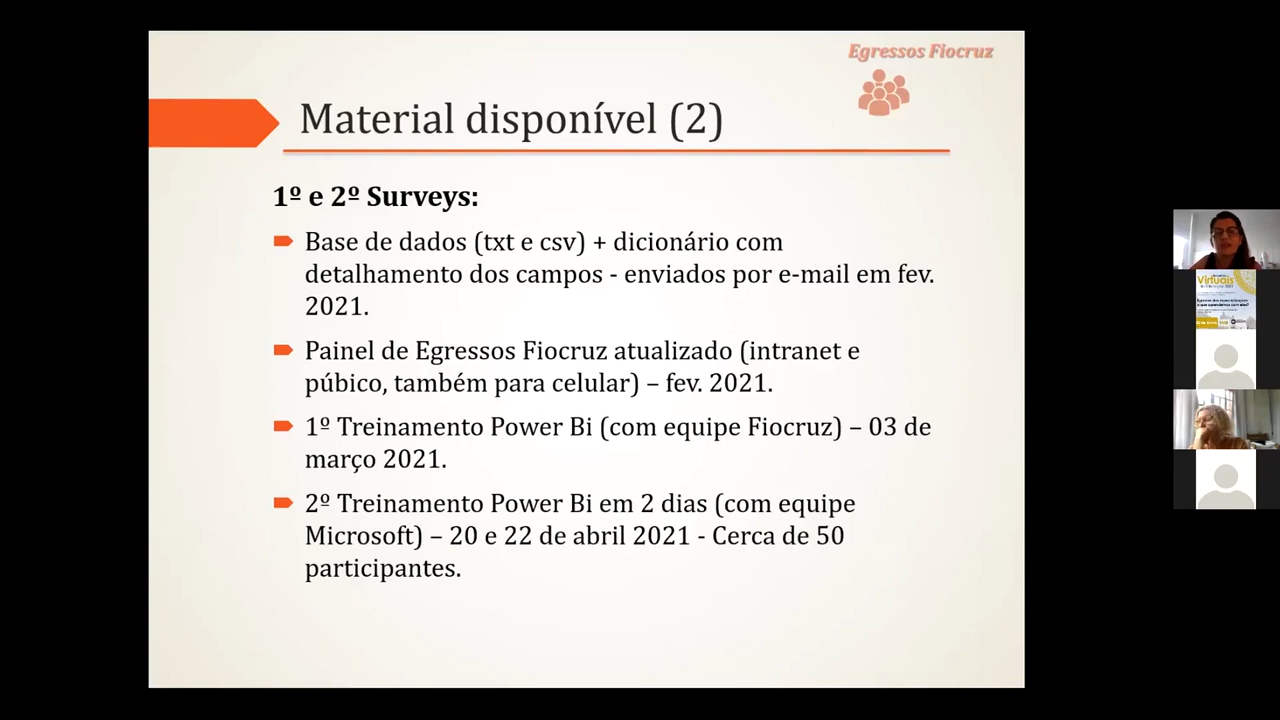 Egressos Fiocruz
Material disponível (2)
1º e 2º Surveys:
Base de dados (txt e csv) + dicionário com
detalhamento dos campos - enviados por e-mail em fev.
2021.
Painel de Egressos Fiocruz atualizado (intranet e
púbico, também para celular) – fev. 2021.
1º Treinamento Power Bi (com equipe Fiocruz) – 03 de
março 2021.
2º Treinamento Power Bi em 2 dias (com equipe
Microsoft) – 20 e 22 de abril 2021 - Cerca de 50
participantes.
Virtuais